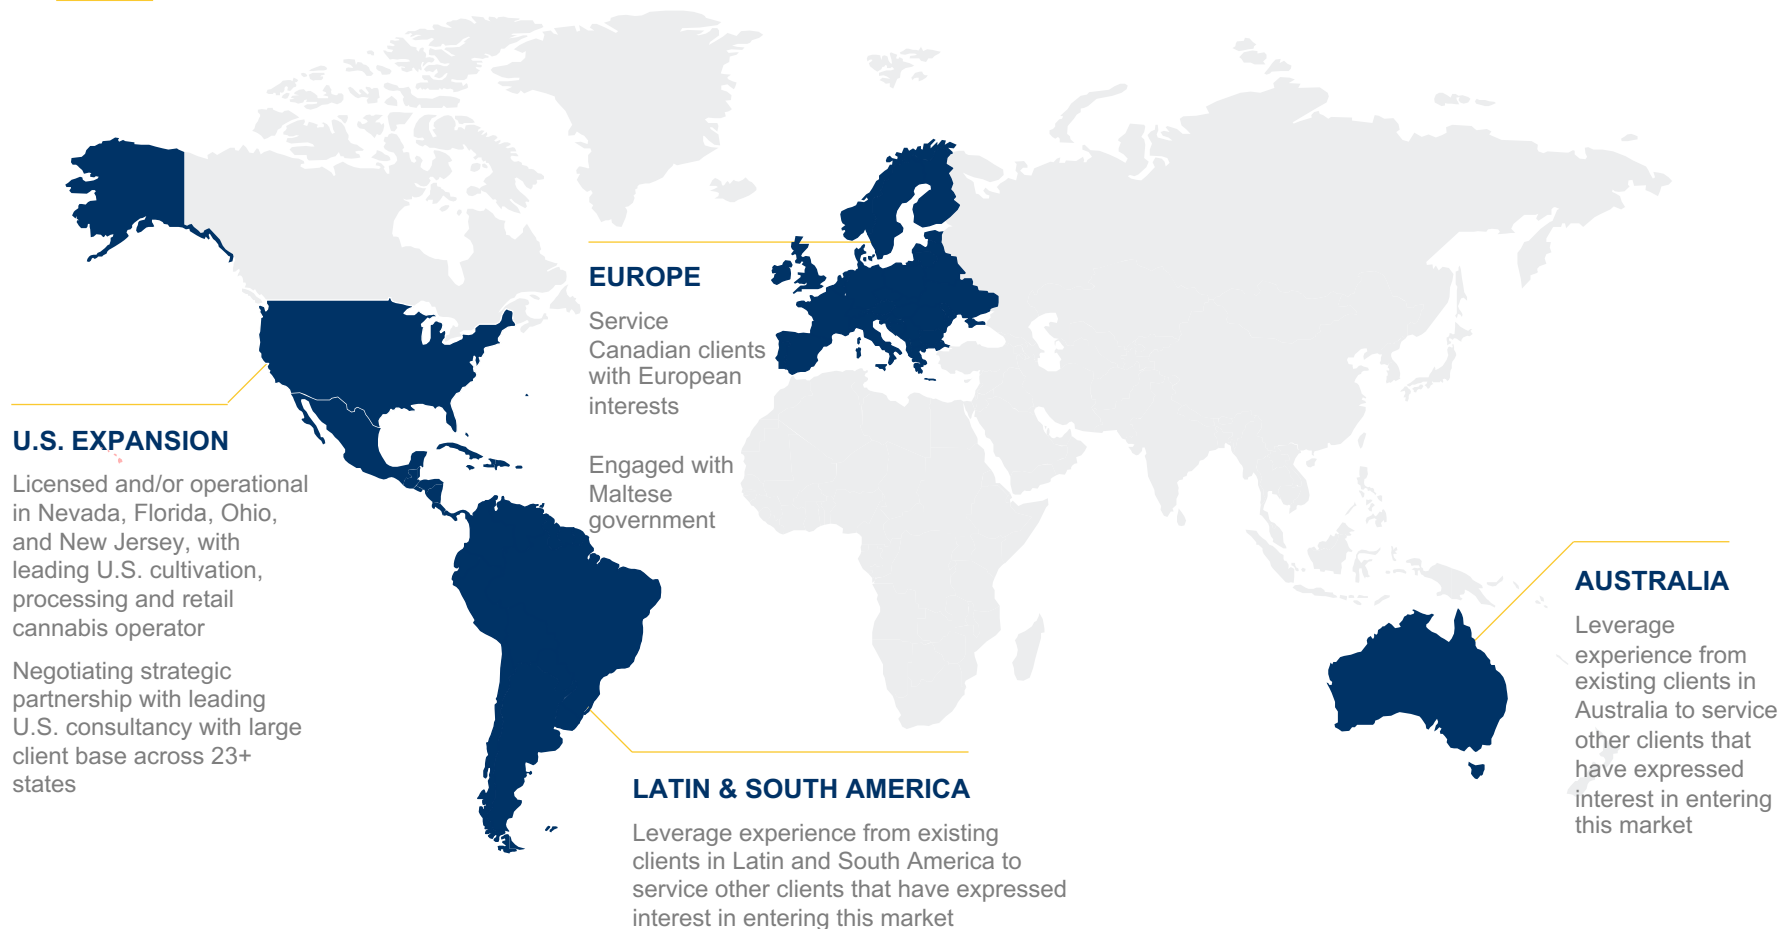 EUROPE
Service
Canadian clients
with European
interests
Engaged with
Maltese
government
U.S. EXPANSION
Licensed and/or operational
in Nevada, Florida, Ohio,
and New Jersey, with
leading U.S. cultivation,
processing and retail
cannabis operator
Negotiating strategic
partnership with leading
U.S. consultancy with large
client base across 23+
states
LATIN & SOUTH AMERICA
Leverage experience from existing
clients in Latin and South America to
service other clients that have expressed
interest in entering this market
AUSTRALIA
Leverage
experience from
existing clients in
Australia to service
other clients that
have expressed
interest in entering
this market